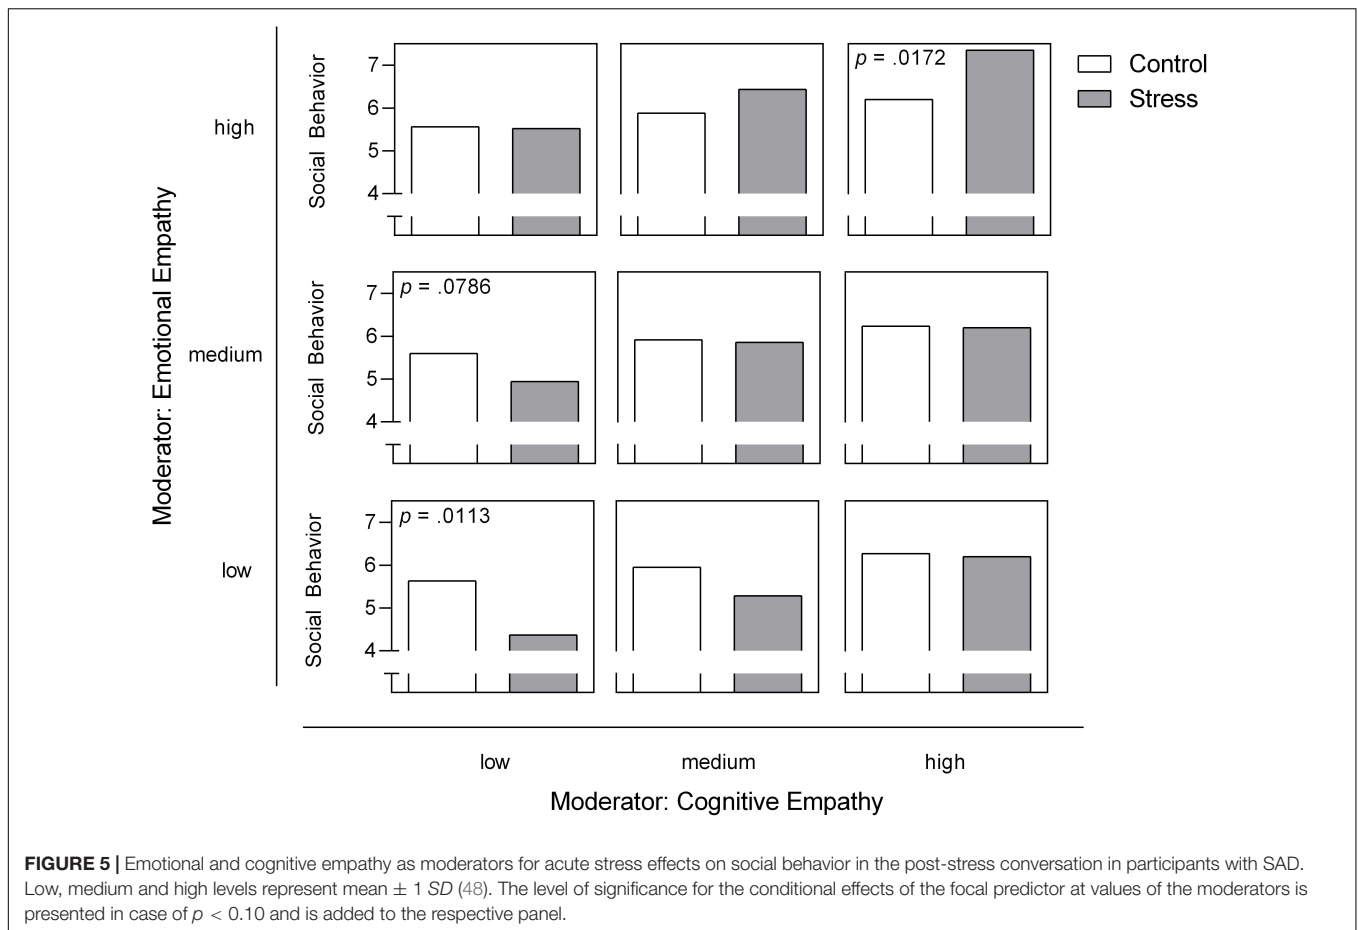 Moderator: Emotional Empathy
high
Social Behavior
7
6
5
4
p = .0172
Control
Stress
medium
Social Behavior
7
6
5
4
p = .0786
low
Social Behavior
7
6
5
4
p = .0113
low medium high
Moderator: Cognitive Empathy
FIGURE 5 | Emotional and cognitive empathy as moderators for acute stress effects on social behavior in the post-stress conversation in participants with SAD.
Low, medium and high levels represent mean ± 1 SD (48). The level of significance for the conditional effects of the focal predictor at values of the moderators is
presented in case of p < 0.10 and is added to the respective panel.